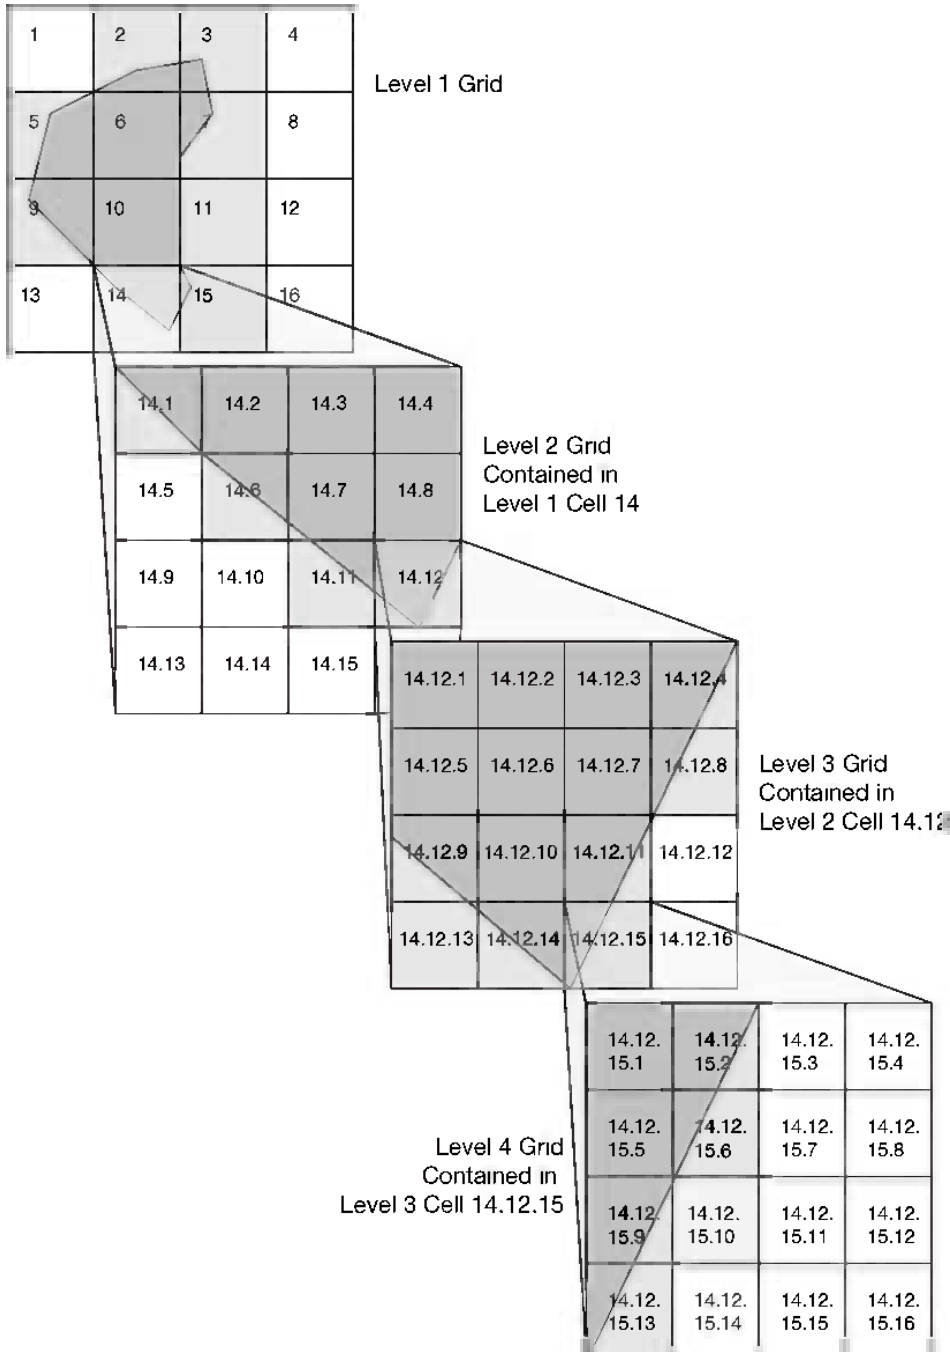 1 2 3 4
Level 1 Grid
5 6 7 8
9 10 11 12
13 14 15 16
14.1 14.2 14.3 14.4
Level 2 Grid
Contained in
Level 1 Cell 14
14.5 14.6 14.7 14.8
14.9 14.10 14.11 14.12
14.13 14.14 14.15
14.12.1 14.12.2 14.12.3 14.12.4
14.12.5 14.12.6 14.12.7 14.12.8
Level 3 Grid
Contained in
Level 2 Cell 14.12
14.12.9 14.12.10 14.12.11 14.12.12
14.12.13 14.12.14 14.12.15 14.12.16
14.12. 14.12. 14.12. 14.12.
15.1 15.2 15.3 15.4
14.12. 14.12. 14.12. 14.12.
15.5 15.6 15.7 15.8
Level 4 Grid
Contained in
Level 3 Cell 14.12.15
14.12. 14.12. 14.12. 14.12.
15.9 15.10 15.11 15.12
14.12. 14.12. 14.12. 14.12.
15.13 15.14 15.15 15.16